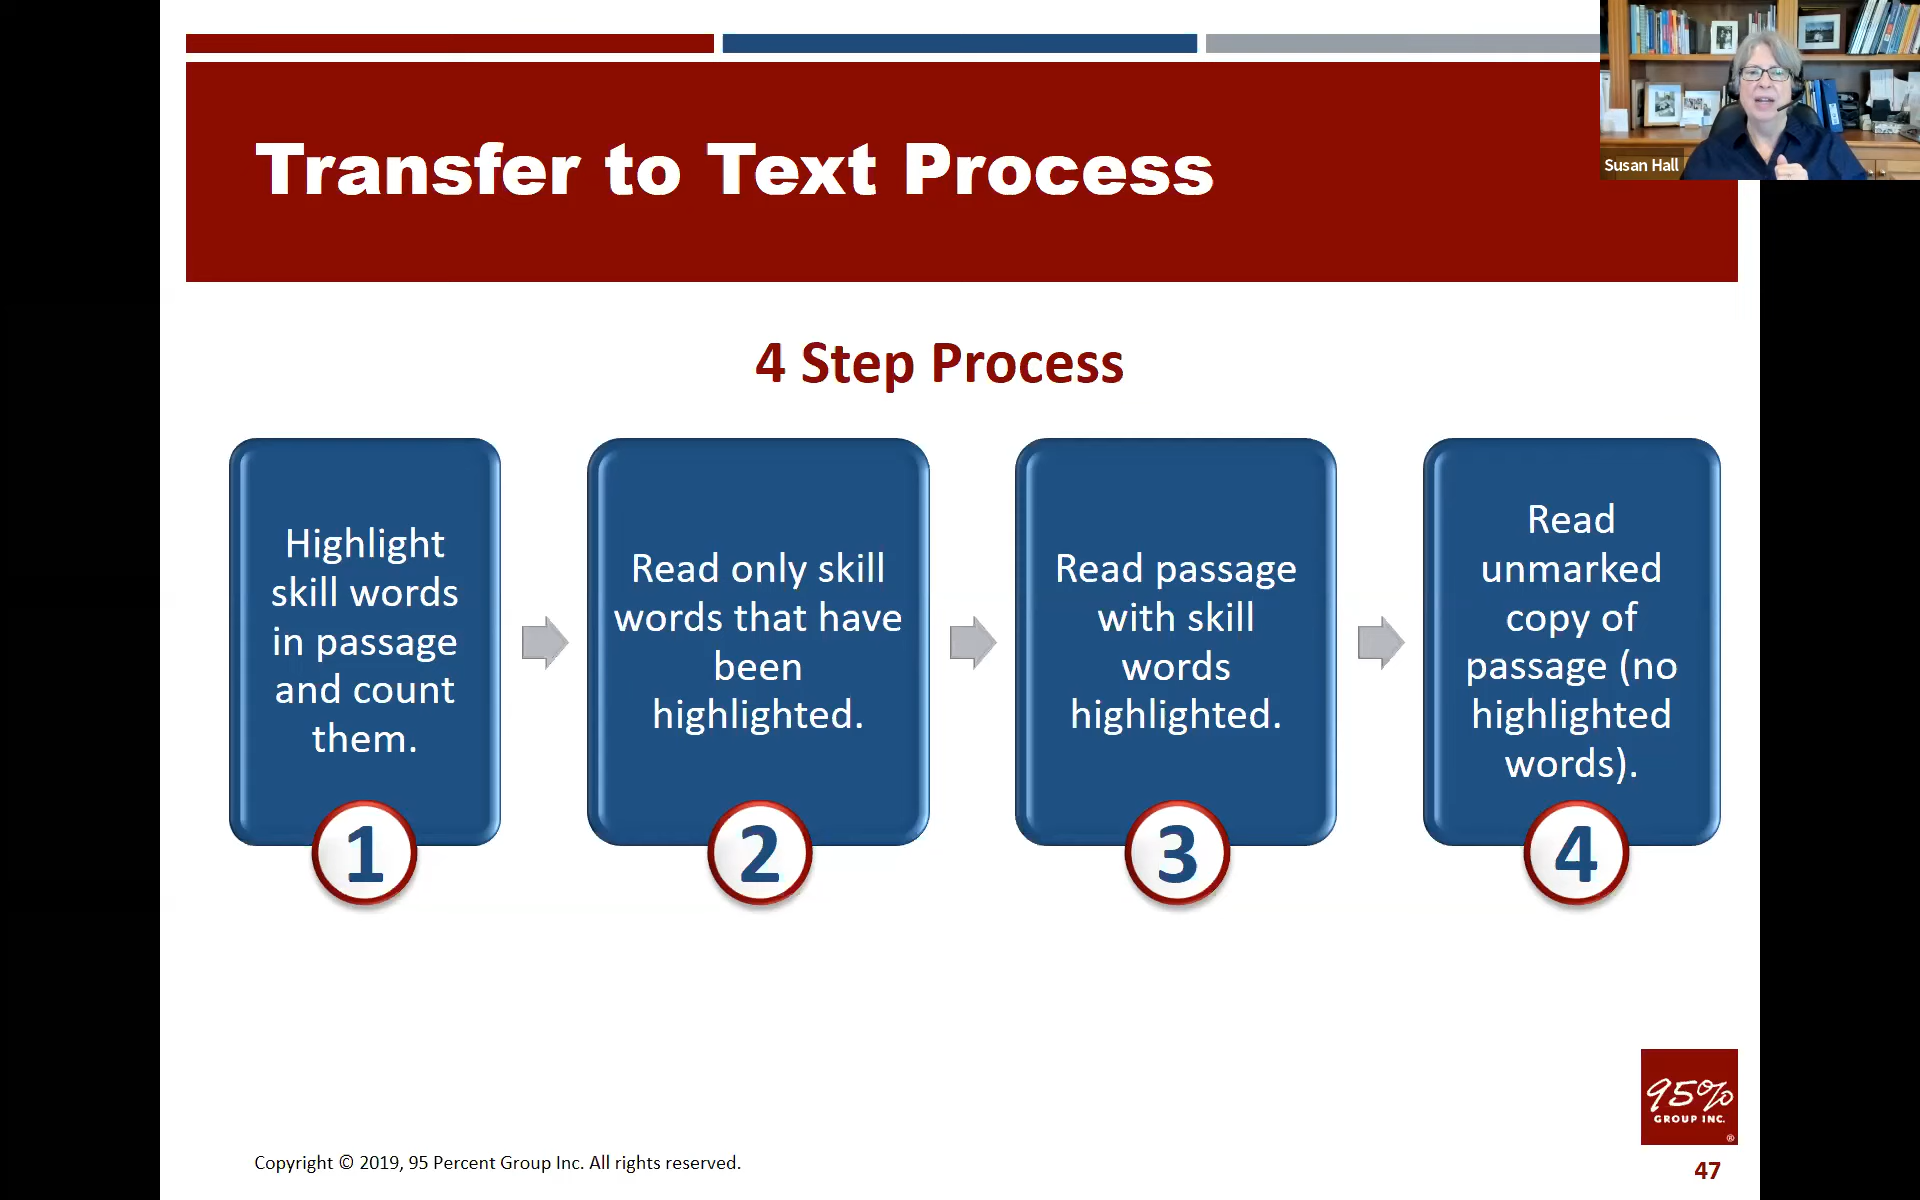 Susan Hall
Transfer to Text Process
4 Step Process
Highlight
skill words
in passage
and count
them.
1
Read only skill
words that have
been
highlighted.
2
Read passage
with skill
words
highlighted.
3
Read
unmarked
copy of
passage (no
highlighted
words).
4
95%
GROUP INC.
®
Copyright © 2019, 95 Percent Group Inc. All rights reserved.
47